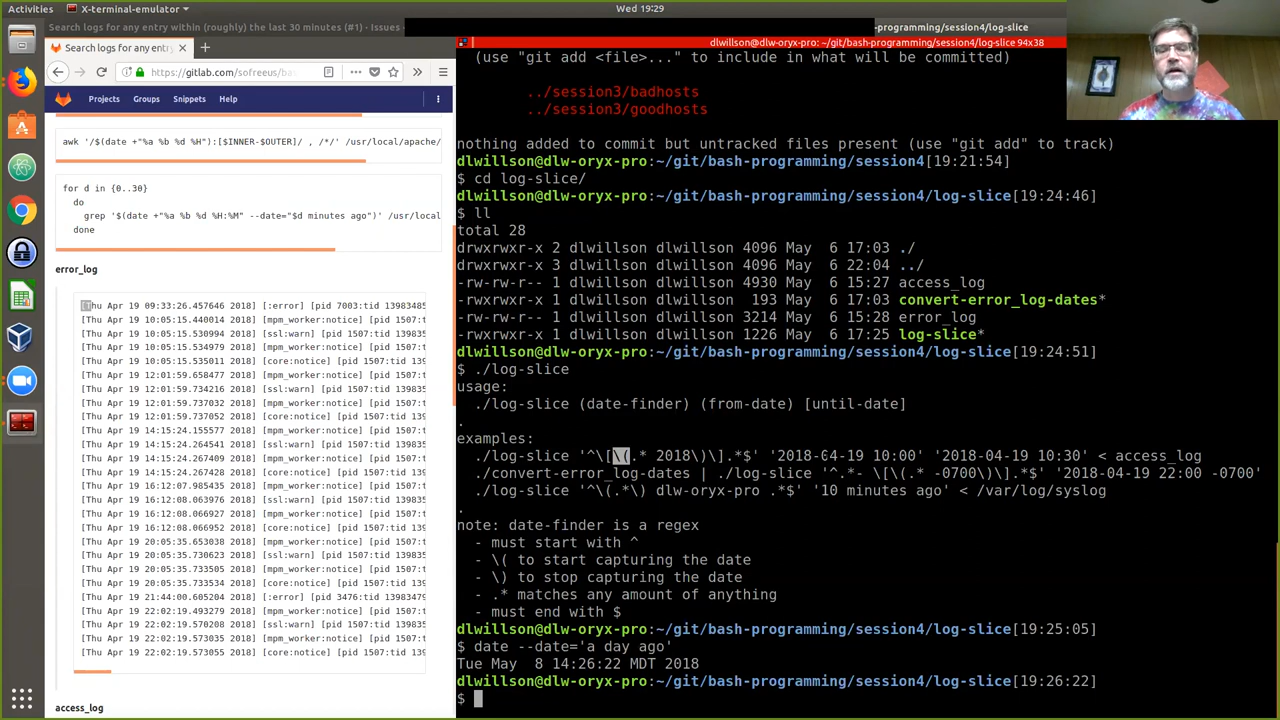 Activities
X-terminal-emulator
Wed 19:29
Search logs for any entry within (roughly) the last 30 minutes (#1) · Issues ·
Search logs for any entry
https://gitlab.com/sofreeus/ba
Projects Groups Snippets Help
awk '/$(date +"%a %b %d %H"):[$INNER-$OUTER]/ , /*/' /usr/local/apache/
for d in {0..30}
do
grep '$(date +"%a %b %d %H:%M" --date="$d minutes ago")' /usr/local
done
error_log
[Thu Apr 19 09:33:26.457646 2018] [:error] [pid 7003:tid 13983485
[Thu Apr 19 10:05:15.440014 2018] [mpm_worker:notice] [pid 1507:t
[Thu Apr 19 10:05:15.530994 2018] [ssl:warn] [pid 1507:tid 139835
[Thu Apr 19 10:05:15.534979 2018] [mpm_worker:notice] [pid 1507:t
[Thu Apr 19 10:05:15.535011 2018] [core:notice] [pid 1507:tid 139
[Thu Apr 19 12:01:59.658477 2018] [mpm_worker:notice] [pid 1507:t
[Thu Apr 19 12:01:59.734216 2018] [ssl:warn] [pid 1507:tid 139835
[Thu Apr 19 12:01:59.737032 2018] [mpm_worker:notice] [pid 1507:t
[Thu Apr 19 12:01:59.737052 2018] [core:notice] [pid 1507:tid 139
[Thu Apr 19 14:15:24.155577 2018] [mpm_worker:notice] [pid 1507:t
[Thu Apr 19 14:15:24.264541 2018] [ssl:warn] [pid 1507:tid 139835
[Thu Apr 19 14:15:24.267409 2018] [mpm_worker:notice] [pid 1507:t
[Thu Apr 19 14:15:24.267428 2018] [core:notice] [pid 1507:tid 139
[Thu Apr 19 16:12:07.985435 2018] [mpm_worker:notice] [pid 1507:t
[Thu Apr 19 16:12:08.063976 2018] [ssl:warn] [pid 1507:tid 139835
[Thu Apr 19 16:12:08.066927 2018] [mpm_worker:notice] [pid 1507:t
[Thu Apr 19 16:12:08.066952 2018] [core:notice] [pid 1507:tid 139
[Thu Apr 19 20:05:35.653038 2018] [mpm_worker:notice] [pid 1507:t
[Thu Apr 19 20:05:35.730623 2018] [ssl:warn] [pid 1507:tid 139835
[Thu Apr 19 20:05:35.733505 2018] [mpm_worker:notice] [pid 1507:t
[Thu Apr 19 20:05:35.733534 2018] [core:notice] [pid 1507:tid 139
[Thu Apr 19 21:44:00.605204 2018] [:error] [pid 3476:tid 13983479
[Thu Apr 19 22:02:19.493279 2018] [mpm_worker:notice] [pid 1507:t
[Thu Apr 19 22:02:19.570208 2018] [ssl:warn] [pid 1507:tid 139835
[Thu Apr 19 22:02:19.573035 2018] [mpm_worker:notice] [pid 1507:t
[Thu Apr 19 22:02:19.573055 2018] [core:notice] [pid 1507:tid 139
access_log
dlwillson@dlw-oryx-pro: ~/git/bash-programming/session4/log-slice 94x38
(use "git add <file>..." to include in what will be committed)
../session3/badhosts
../session3/goodhosts
nothing added to commit but untracked files present (use "git add" to track)
dlwillson@dlw-oryx-pro:~/git/bash-programming/session4[19:21:54]
$ cd log-slice/
dlwillson@dlw-oryx-pro:~/git/bash-programming/session4/log-slice[19:24:46]
$ ll
total 28
drwxrwxr-x 2 dlwillson dlwillson 4096 May  6 17:03 ./
drwxrwxr-x 3 dlwillson dlwillson 4096 May  6 22:04 ../
-rw-rw-r-- 1 dlwillson dlwillson 4930 May  6 15:27 access_log
-rwxrwxr-x 1 dlwillson dlwillson  193 May  6 17:03 convert-error_log-dates*
-rw-rw-r-- 1 dlwillson dlwillson 3214 May  6 15:28 error_log
-rwxrwxr-x 1 dlwillson dlwillson 1226 May  6 17:25 log-slice*
dlwillson@dlw-oryx-pro:~/git/bash-programming/session4/log-slice[19:24:51]
$ ./log-slice
usage:
./log-slice (date-finder) (from-date) [until-date]
.
examples:
./log-slice '^\[\(.* 2018\)\].*$' '2018-04-19 10:00' '2018-04-19 10:30' < access_log
./convert-error_log-dates | ./log-slice '^.*- \[\(.* -0700\)\].*$' '2018-04-19 22:00 -0700'
./log-slice '^\(.*\) dlw-oryx-pro .*$' '10 minutes ago' < /var/log/syslog
.
note: date-finder is a regex
- must start with ^
- \( to start capturing the date
- \) to stop capturing the date
- .* matches any amount of anything
- must end with $
dlwillson@dlw-oryx-pro:~/git/bash-programming/session4/log-slice[19:25:05]
$ date --date='a day ago'
Tue May  8 14:26:22 MDT 2018
dlwillson@dlw-oryx-pro:~/git/bash-programming/session4/log-slice[19:26:22]
$